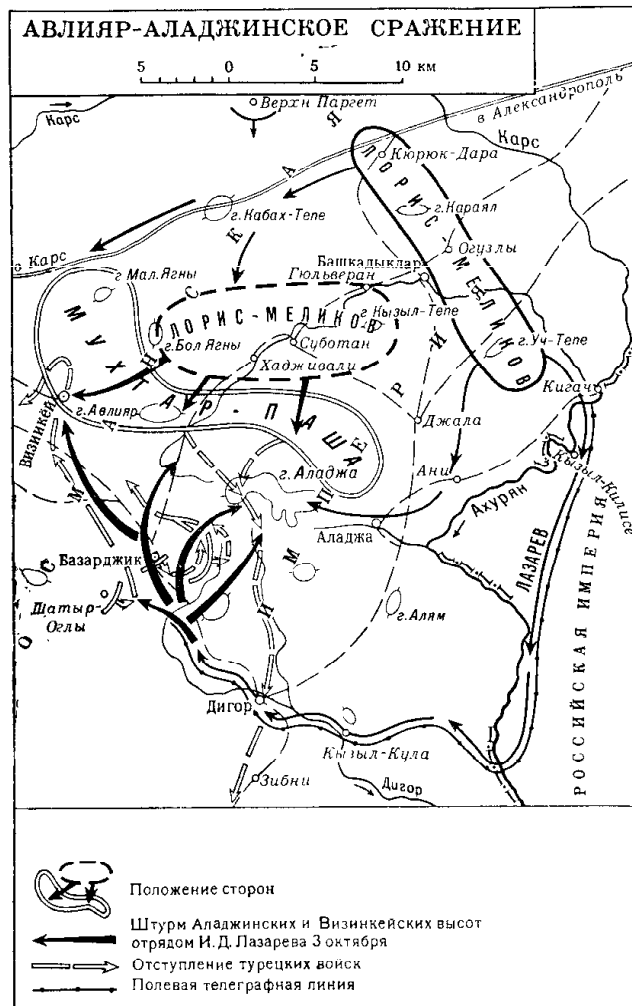 АВЛИЯР-АЛАДЖИНСКОЕ СРАЖЕНИЕ
5 0 5 10 км
Карс
Верхн Паргет
в Александрополь
Карс
Кюрюк-Дара
ЛОРИС-МЕЛИКОВ
г.Караял
г.Кабах-Тепе
Огузлы
Карс
Башкадыклар
г.Мал.Ягны
Гюльверан
ЛОРИС-МЕЛИКОВ
г.Кызыл-Тепе
МУХТАР-ПАША
г.Бол Ягны
Суботан
г.Уч-Тепе
Хадживали
Кигач
Визинкей
г.Авлияр
Джала
Кызыл-Килисе
г.Аладжа
Ани
Ахурян
Аладжа
ЛАЗАРЕВ
Базарджик
Шатыр-Оглы
г.Алям
ОСМАНСКАЯ ИМПЕРИЯ
РОССИЙСКАЯ ИМПЕРИЯ
Дигор
Кызыл-Кула
Зибни
Дигор
Положение сторон
Штурм Аладжинских и Визинкейских высот
отрядом И.Д.Лазарева 3 октября
Отступление турецких войск
Полевая телеграфная линия